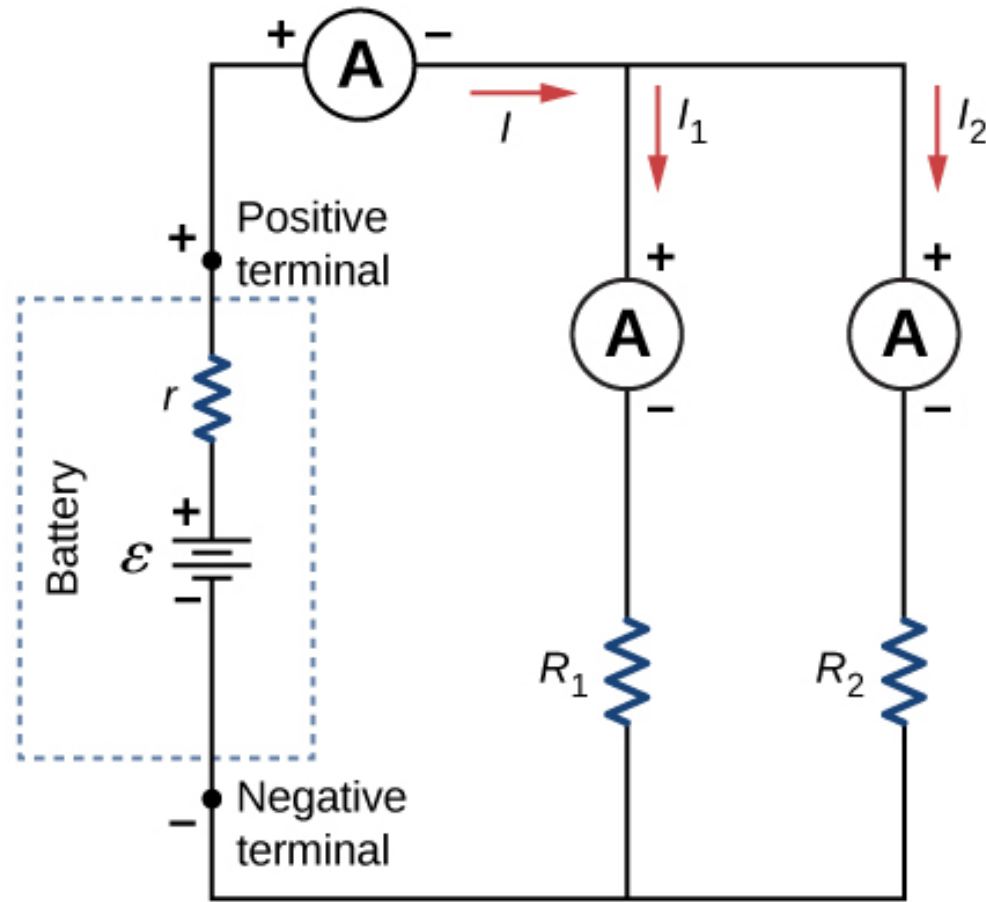 + A −
I
I₁
I₂
+ Positive
terminal
+
A
−
+
A
−
r
Battery
+
ε
−
R₁
R₂
Negative
− terminal